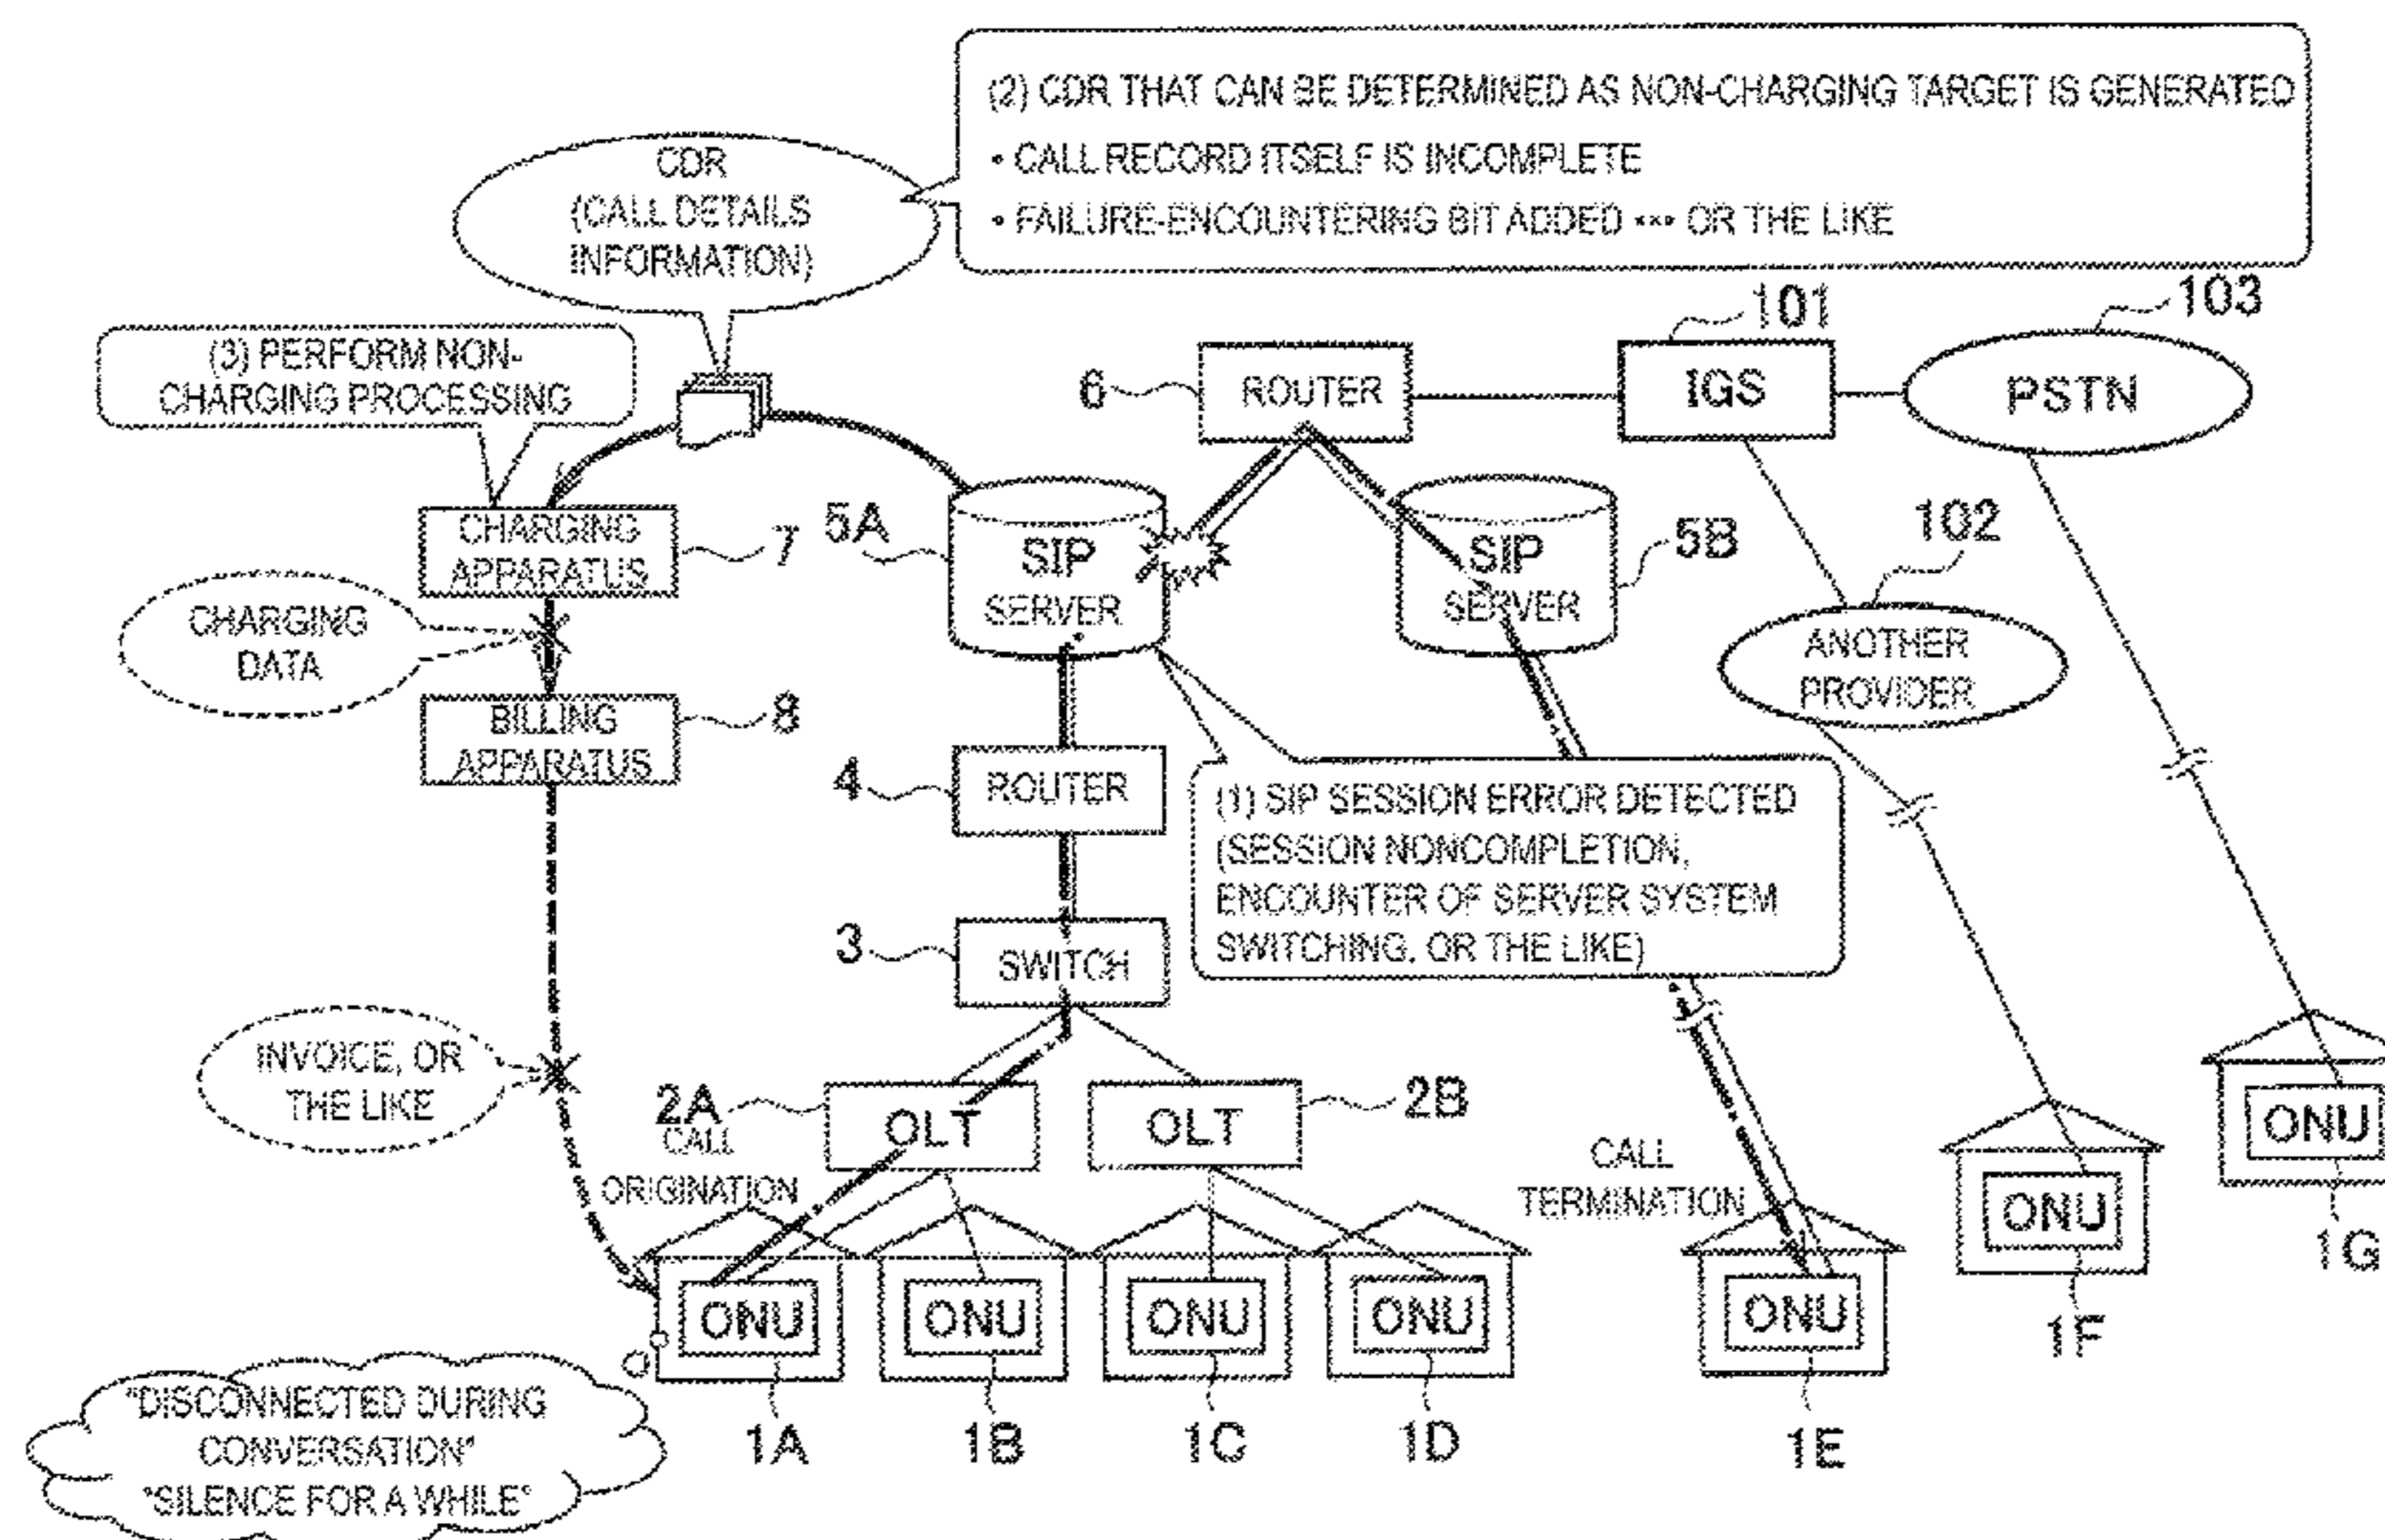 (2) CDR THAT CAN BE DETERMINED AS NON-CHARGING TARGET IS GENERATED
• CALL RECORD ITSELF IS INCOMPLETE
• FAILURE-ENCOUNTERING BIT ADDED ••• OR THE LIKE
CDR
(CALL DETAILS
INFORMATION)
(3) PERFORM NON-
CHARGING PROCESSING
101
103
6
ROUTER
IGS
PSTN
CHARGING
APPARATUS
7
5A
SIP
SERVER
SIP
SERVER
5B
102
CHARGING
DATA
ANOTHER
PROVIDER
BILLING
APPARATUS
8
4
ROUTER
(1) SIP SESSION ERROR DETECTED
(SESSION NONCOMPLETION,
ENCOUNTER OF SERVER SYSTEM
SWITCHING, OR THE LIKE)
3
SWITCH
INVOICE, OR
THE LIKE
2A
OLT
OLT
2B
CALL
ORIGINATION
CALL
TERMINATION
ONU
ONU
ONU
ONU
ONU
ONU
ONU
1A
1B
1C
1D
1E
1F
1G
"DISCONNECTED DURING
CONVERSATION"
"SILENCE FOR A WHILE"